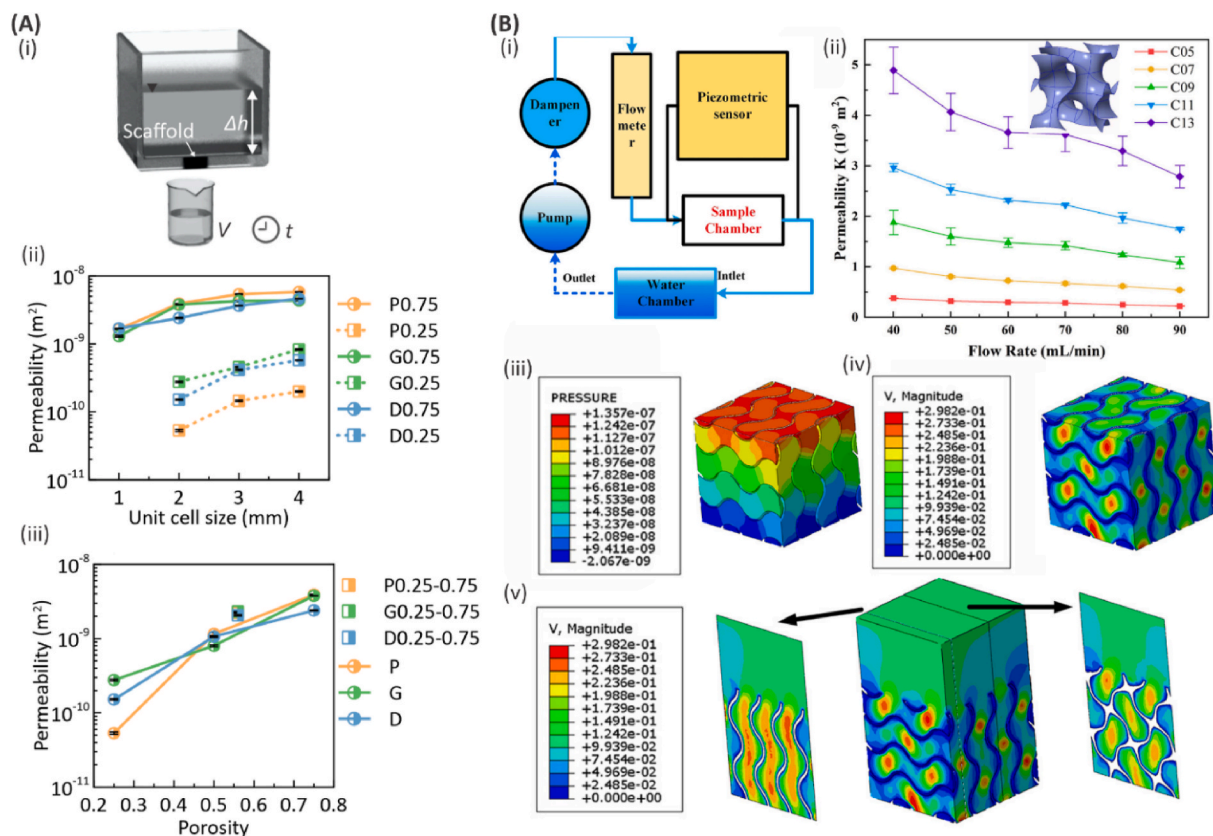 (A)
(i)
Scaffold
Δh
V
t
(ii)
Permeability (m²)
10⁻⁸
10⁻⁹
10⁻¹⁰
10⁻¹¹
1 2 3 4
Unit cell size (mm)
P0.75
P0.25
G0.75
G0.25
D0.75
D0.25
(iii)
Permeability (m²)
10⁻⁸
10⁻⁹
10⁻¹⁰
10⁻¹¹
0.2 0.3 0.4 0.5 0.6 0.7 0.8
Porosity
P0.25-0.75
G0.25-0.75
D0.25-0.75
P
G
D
(B)
(i)
Dampen
er
Flow
mete
r
Piezometric
sensor
Pump
Sample
Chamber
Outlet
Intlet
Water
Chamber
(ii)
Permeability K (10⁻⁹ m²)
5
4
3
2
1
0
40 50 60 70 80 90
Flow Rate (mL/min)
C05
C07
C09
C11
C13
(iii)
PRESSURE
+1.357e-07
+1.242e-07
+1.127e-07
+1.012e-07
+8.976e-08
+7.828e-08
+6.681e-08
+5.533e-08
+4.385e-08
+3.237e-08
+2.089e-08
+9.411e-09
-2.067e-09
(iv)
V, Magnitude
+2.982e-01
+2.733e-01
+2.485e-01
+2.236e-01
+1.988e-01
+1.739e-01
+1.491e-01
+1.242e-01
+9.939e-02
+7.454e-02
+4.969e-02
+2.485e-02
+0.000e+00
(v)
V, Magnitude
+2.982e-01
+2.733e-01
+2.485e-01
+2.236e-01
+1.988e-01
+1.739e-01
+1.491e-01
+1.242e-01
+9.939e-02
+7.454e-02
+4.969e-02
+2.485e-02
+0.000e+00